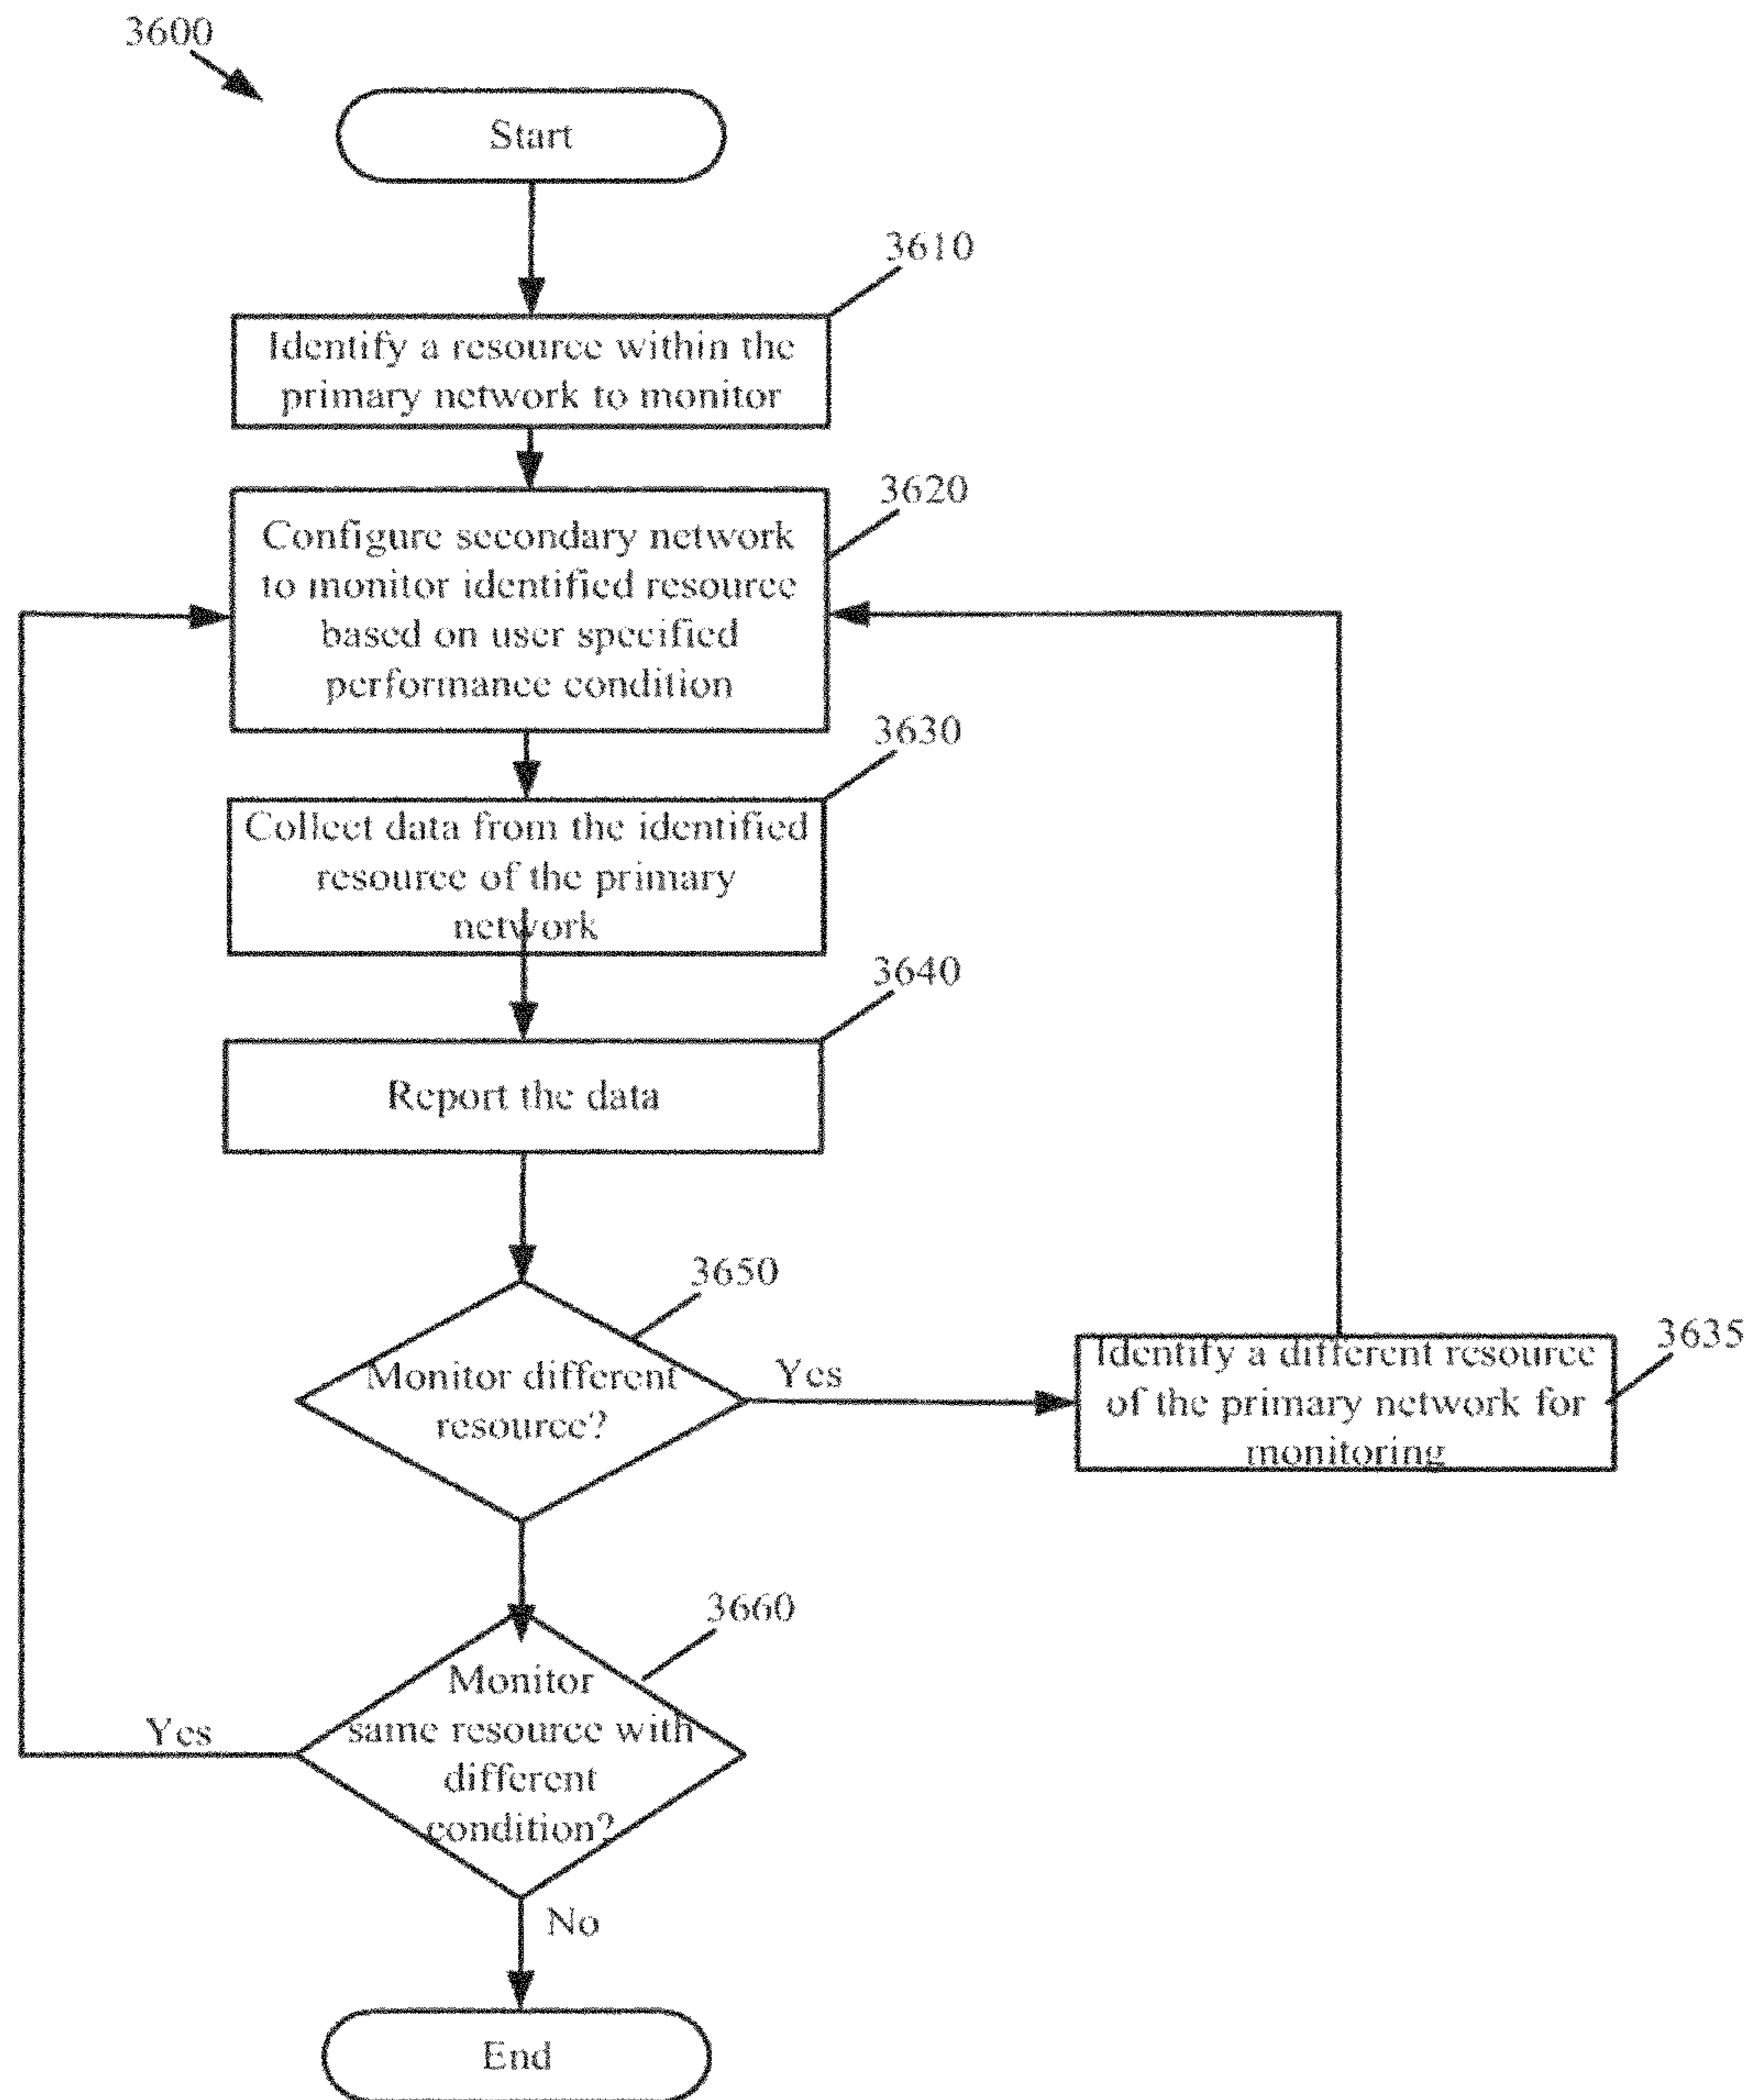 3600
Start
3610
Identify a resource within the
primary network to monitor
3620
Configure secondary network
to monitor identified resource
based on user specified
performance condition
3630
Collect data from the identified
resource of the primary
network
3640
Report the data
3650
Monitor different
resource?
Yes
3635
Identify a different resource
of the primary network for
monitoring
3660
Monitor
same resource with
different
condition?
Yes
No
End